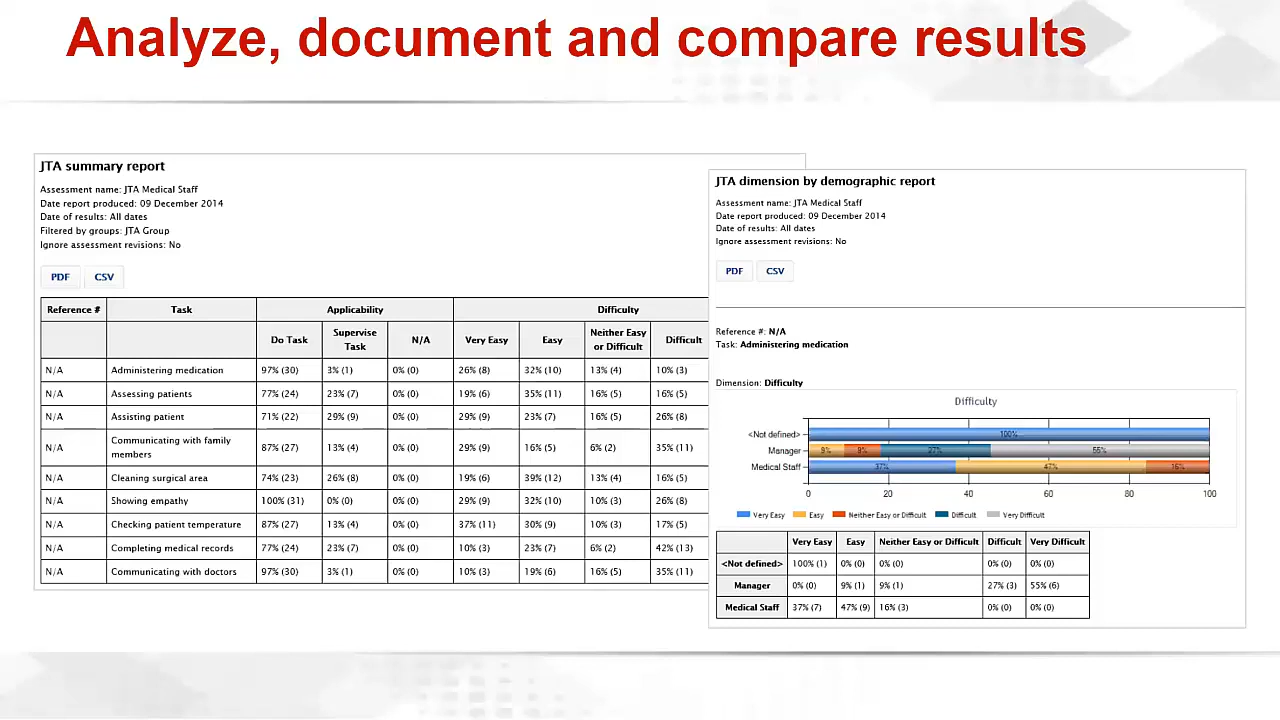 Analyze, document and compare results
JTA summary report
Assessment name: JTA Medical Staff
Date report produced: 09 December 2014
Date of results: All dates
Filtered by groups: JTA Group
Ignore assessment revisions: No
PDF CSV
Reference # Task Applicability Difficulty
Do Task Supervise Task N/A Very Easy Easy Neither Easy or Difficult Difficult
N/A Administering medication 97% (30) 3% (1) 0% (0) 26% (8) 32% (10) 13% (4) 10% (3)
N/A Assessing patients 77% (24) 23% (7) 0% (0) 19% (6) 35% (11) 16% (5) 16% (5)
N/A Assisting patient 71% (22) 29% (9) 0% (0) 29% (9) 23% (7) 16% (5) 26% (8)
N/A Communicating with family members 87% (27) 13% (4) 0% (0) 29% (9) 16% (5) 6% (2) 35% (11)
N/A Cleaning surgical area 74% (23) 26% (8) 0% (0) 19% (6) 39% (12) 13% (4) 16% (5)
N/A Showing empathy 100% (31) 0% (0) 0% (0) 29% (9) 32% (10) 10% (3) 26% (8)
N/A Checking patient temperature 87% (27) 13% (4) 0% (0) 37% (11) 30% (9) 10% (3) 17% (5)
N/A Completing medical records 77% (24) 23% (7) 0% (0) 10% (3) 23% (7) 6% (2) 42% (13)
N/A Communicating with doctors 97% (30) 3% (1) 0% (0) 10% (3) 19% (6) 16% (5) 35% (11)
JTA dimension by demographic report
Assessment name: JTA Medical Staff
Date report produced: 09 December 2014
Date of results: All dates
Ignore assessment revisions: No
PDF CSV
Reference #: N/A
Task: Administering medication
Dimension: Difficulty
Difficulty
<Not defined> 100%
Manager 9% 9% 27% 55%
Medical Staff 37% 47% 16%
0 20 40 60 80 100
Very Easy Easy Neither Easy or Difficult Difficult Very Difficult
Very Easy Easy Neither Easy or Difficult Difficult Very Difficult
<Not defined> 100% (1) 0% (0) 0% (0) 0% (0) 0% (0)
Manager 0% (0) 9% (1) 9% (1) 27% (3) 55% (6)
Medical Staff 37% (7) 47% (9) 16% (3) 0% (0) 0% (0)